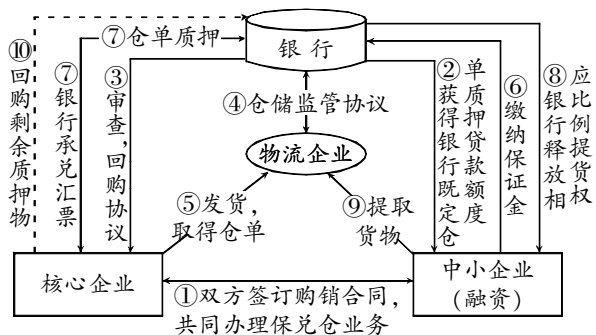 ⑦仓单质押
银行
⑩回购剩余质押物
⑦银行承兑汇票
③审查，回购协议
④仓储监管协议
②获得银行既定仓
单质押贷款额度
⑥缴纳保证金
⑧银行释放相
应比例提货权
物流企业
⑤发货，
取得仓单
⑨提取
货物
核心企业
中小企业
(融资)
①双方签订购销合同，
共同办理保兑仓业务